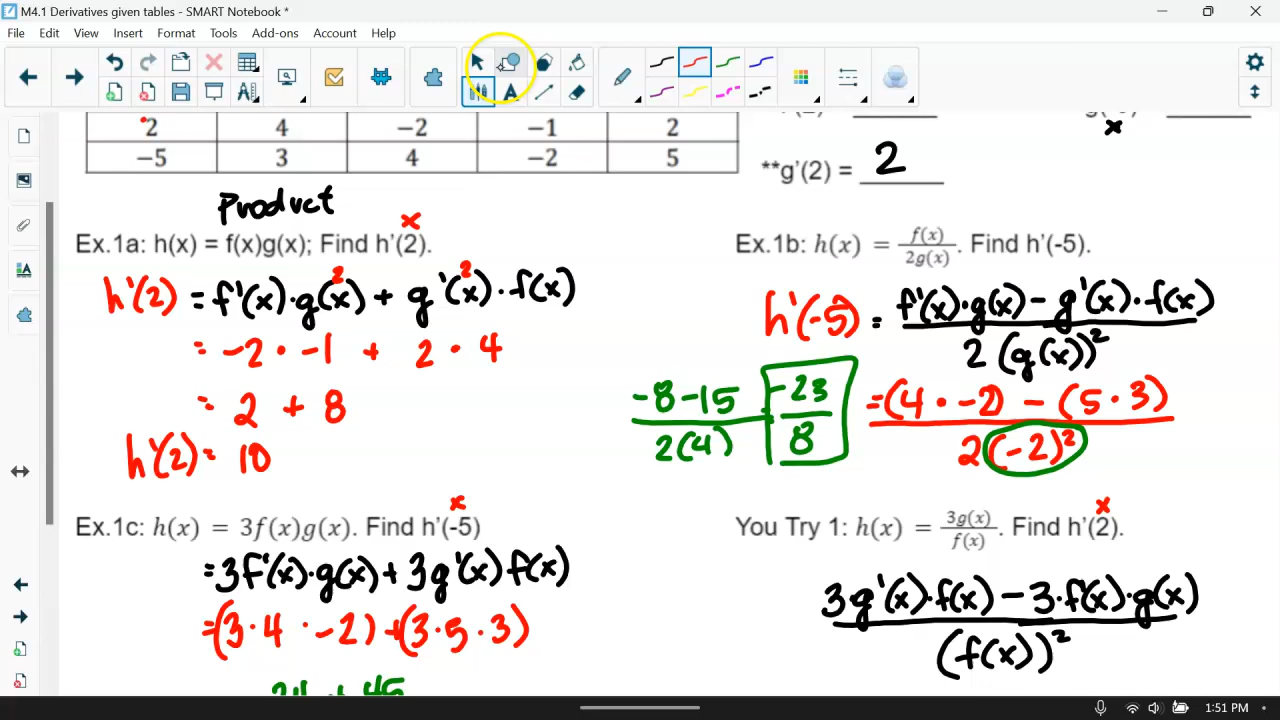 M4.1 Derivatives given tables - SMART Notebook *
File Edit View Insert Format Tools Add-ons Account Help
2 4 −2 −1 2
−5 3 4 −2 5
x
**g'(2) = 2
Product
x
Ex.1a: h(x) = f(x)g(x); Find h'(2).
h'(2) = f'(x)·g(x) + g'(x)·f(x)
2 2
= -2 · -1 + 2 · 4
= 2 + 8
h'(2) = 10
Ex.1b: h(x) = f(x)/2g(x). Find h'(-5).
h'(-5) = f'(x)·g(x) - g'(x)·f(x)
2(g(x))²
=(4 · -2) - (5 · 3)
2(-2)²
-8-15
2(4)
-23
8
x
Ex.1c: h(x) = 3f(x)g(x). Find h'(-5)
=3f'(x)·g(x)+3g'(x)f(x)
=(3·4·-2)+(3·5·3)
x
You Try 1: h(x) = 3g(x)/f(x). Find h'(2).
3g'(x)·f(x) - 3·f(x)·g(x)
(f(x))²
1:51 PM